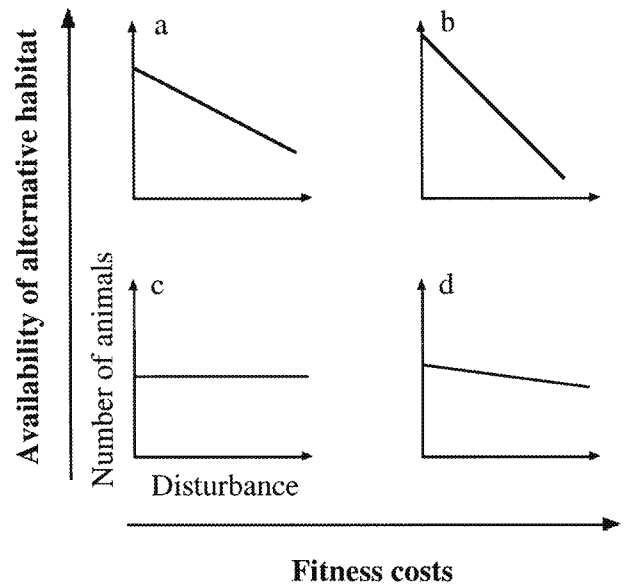 Availability of alternative habitat
a
b
Number of animals
c
d
Disturbance
Fitness costs